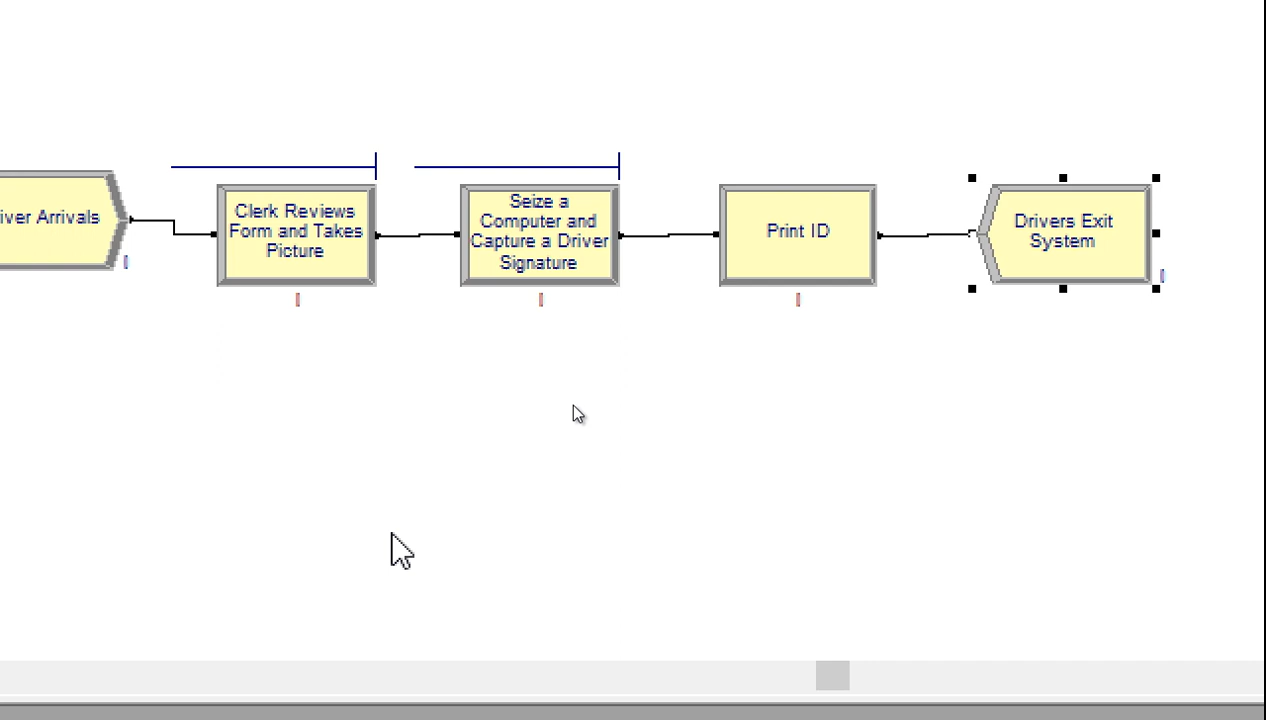 iver Arrivals
Clerk Reviews
Form and Takes
Picture
Seize a
Computer and
Capture a Driver
Signature
Print ID
Drivers Exit
System